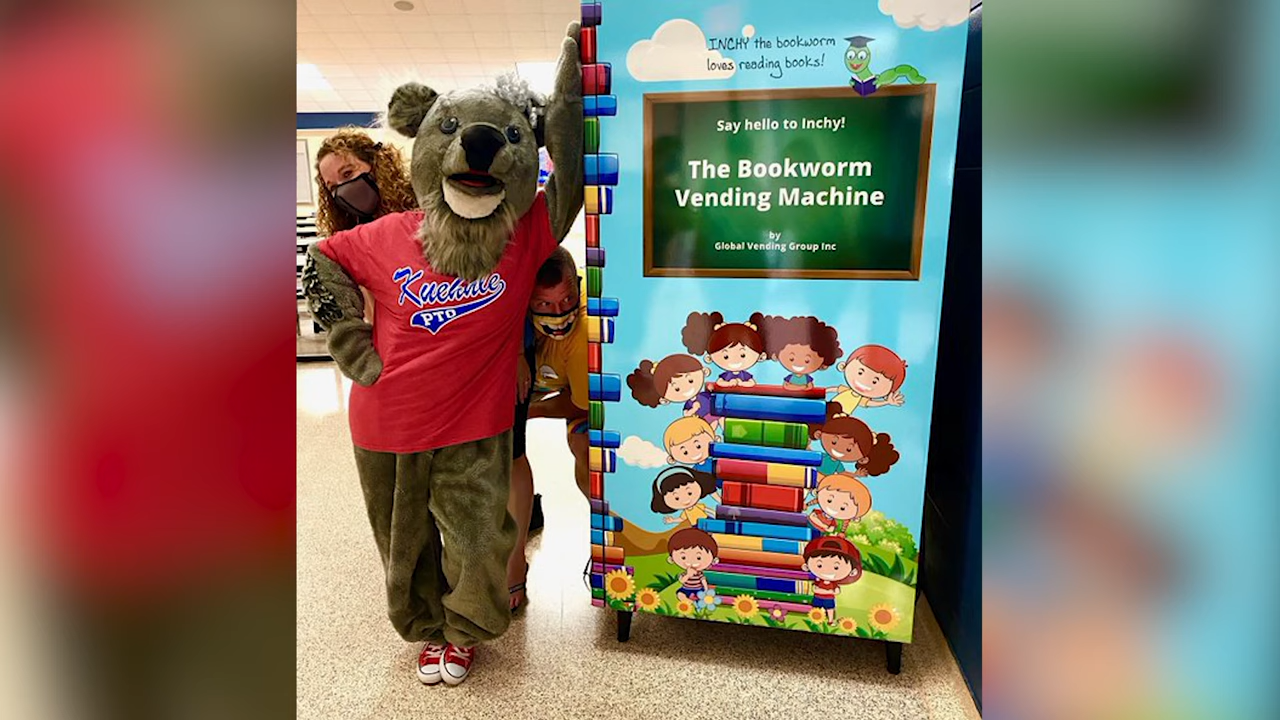 INCHY the bookworm
loves reading books!
Say hello to Inchy!
The Bookworm
Vending Machine
by
Global Vending Group Inc
Kuehnle
PTO